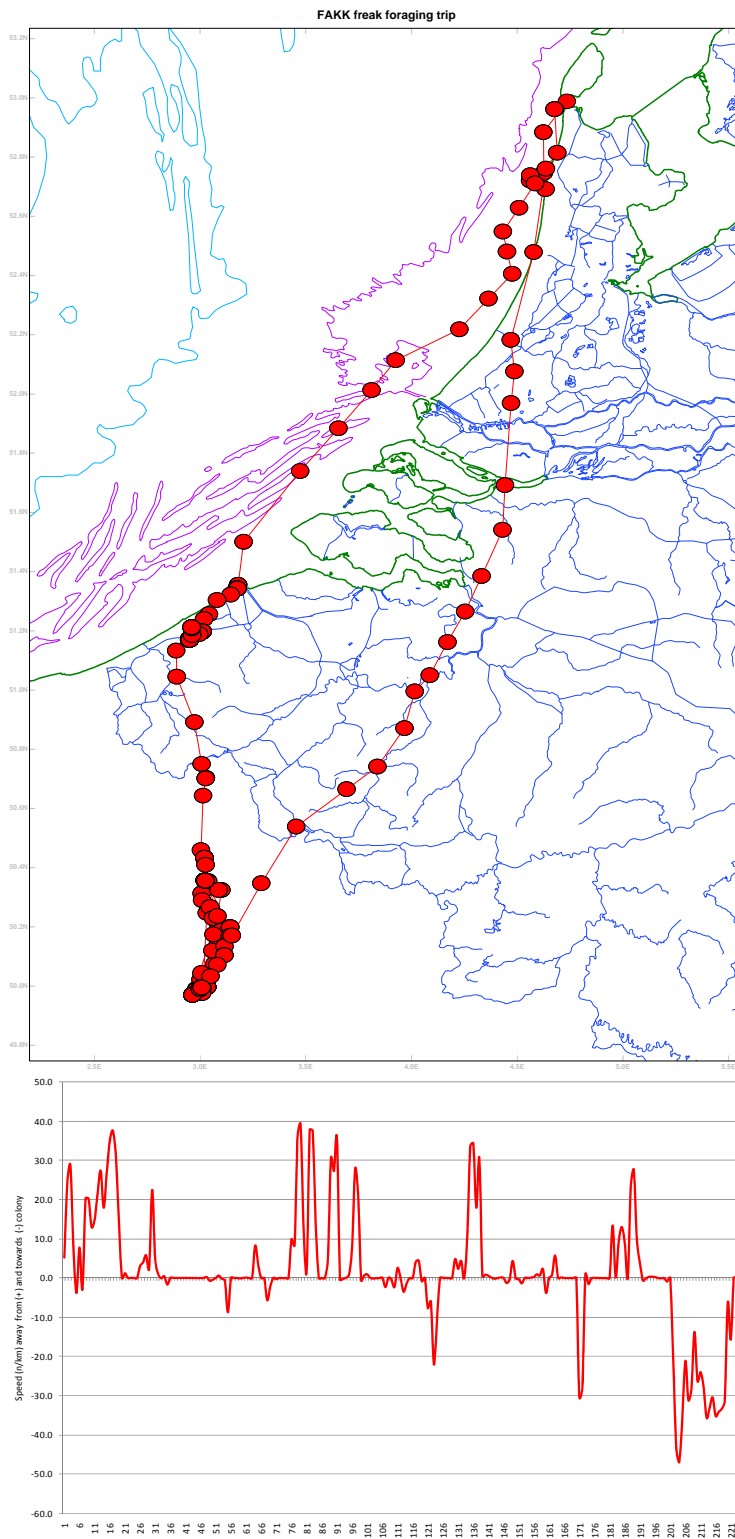 FAKK freak foraging trip
53.2N
53.0N
52.8N
52.6N
52.4N
52.2N
52.0N
51.8N
51.6N
51.4N
51.2N
51.0N
50.8N
50.6N
50.4N
50.2N
50.0N
49.8N
2.5E 3.0E 3.5E 4.0E 4.5E 5.0E 5.5E
50.0
40.0
30.0
20.0
10.0
0.0
-10.0
-20.0
-30.0
-40.0
-50.0
-60.0
Speed (n/km) away from (+) and towards (-) colony
1 6 11 16 21 26 31 36 41 46 51 56 61 66 71 76 81 86 91 96 101 106 111 116 121 126 131 136 141 146 151 156 161 166 171 176 181 186 191 196 201 206 211 216 221